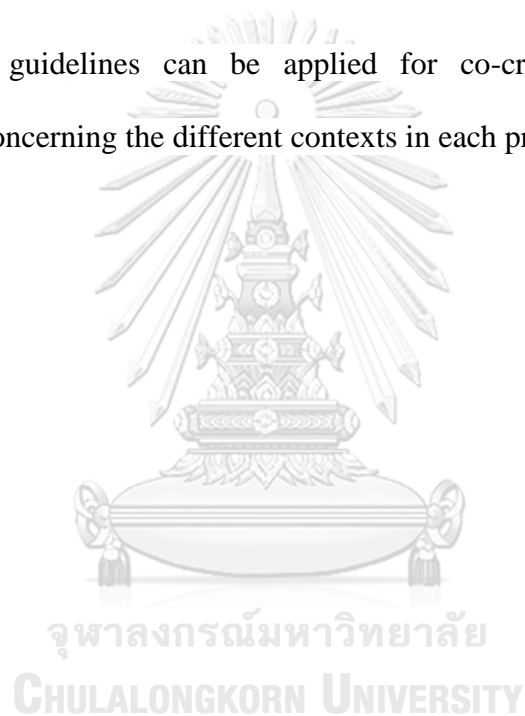 guidelines can be applied for co-cr
oncerning the different contexts in each pr
จุฬาลงกรณ์มหาวิทยาลัย
CHULALONGKORN UNIVERSITY